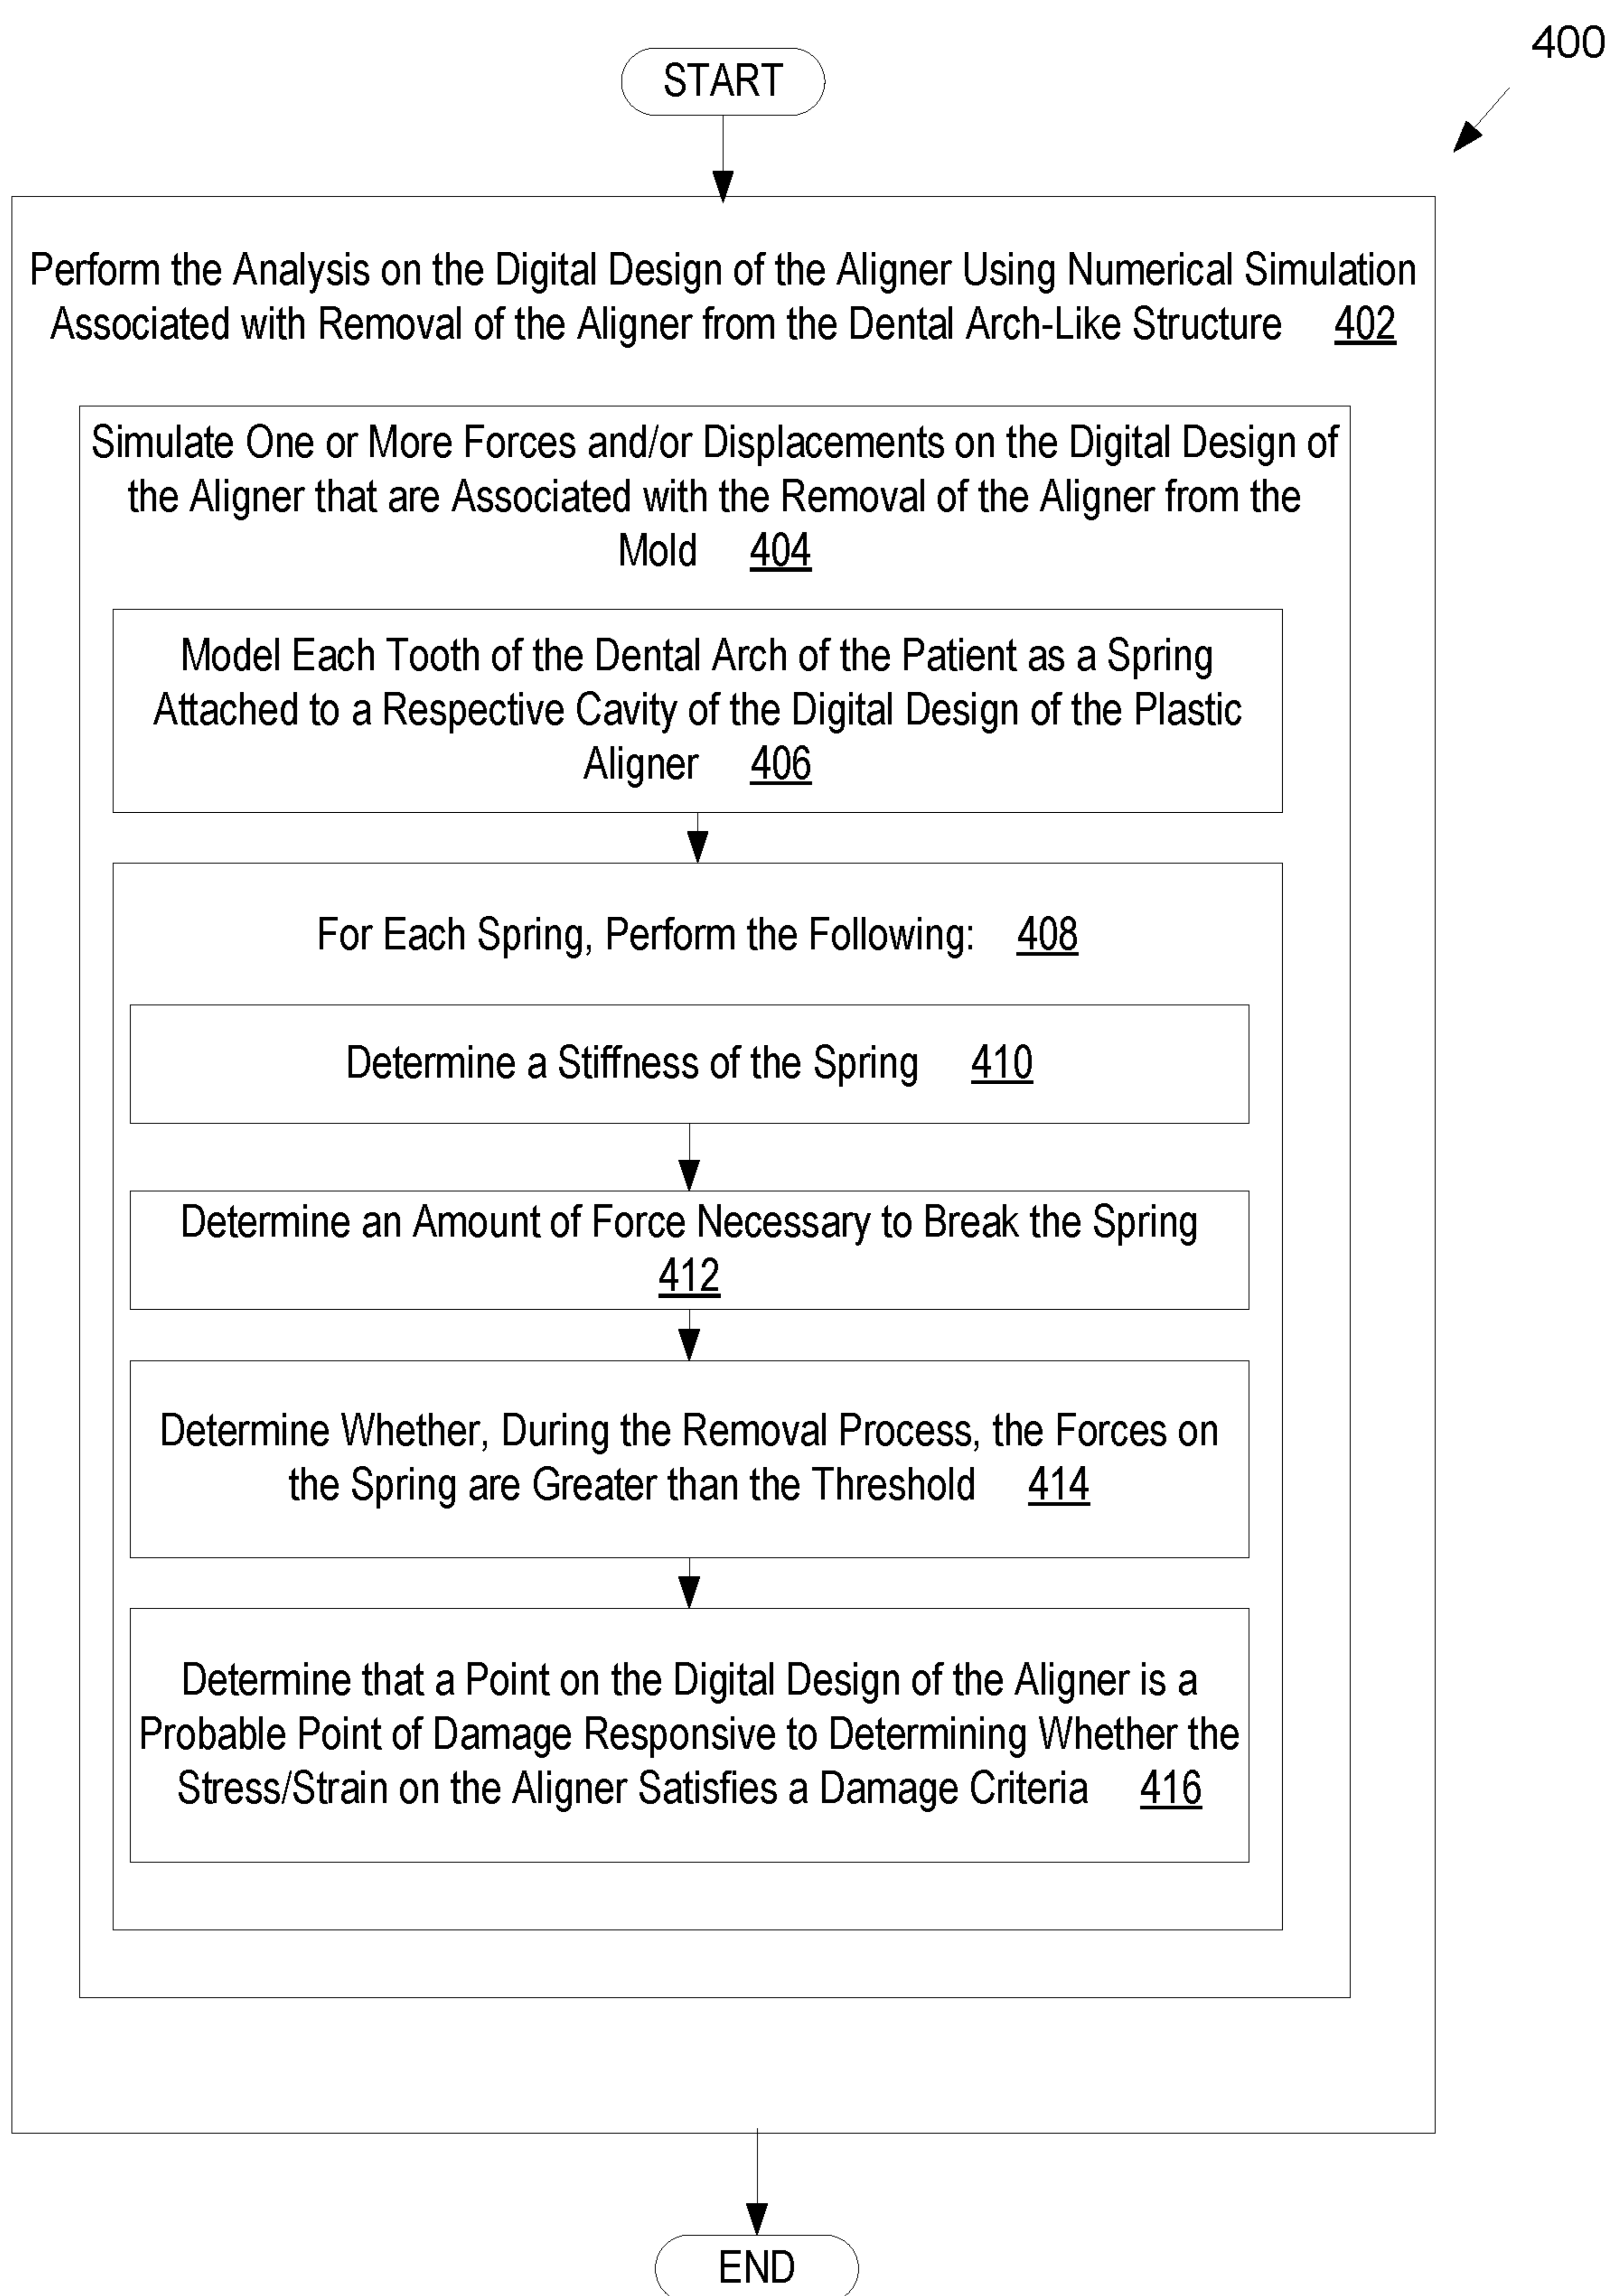 400
START
Perform the Analysis on the Digital Design of the Aligner Using Numerical Simulation
Associated with Removal of the Aligner from the Dental Arch-Like Structure 402
Simulate One or More Forces and/or Displacements on the Digital Design of
the Aligner that are Associated with the Removal of the Aligner from the
Mold 404
Model Each Tooth of the Dental Arch of the Patient as a Spring
Attached to a Respective Cavity of the Digital Design of the Plastic
Aligner 406
For Each Spring, Perform the Following: 408
Determine a Stiffness of the Spring 410
Determine an Amount of Force Necessary to Break the Spring
412
Determine Whether, During the Removal Process, the Forces on
the Spring are Greater than the Threshold 414
Determine that a Point on the Digital Design of the Aligner is a
Probable Point of Damage Responsive to Determining Whether the
Stress/Strain on the Aligner Satisfies a Damage Criteria 416
END